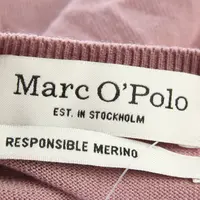 Marc O'Polo
EST. IN STOCKHOLM
RESPONSIBLE MERINO